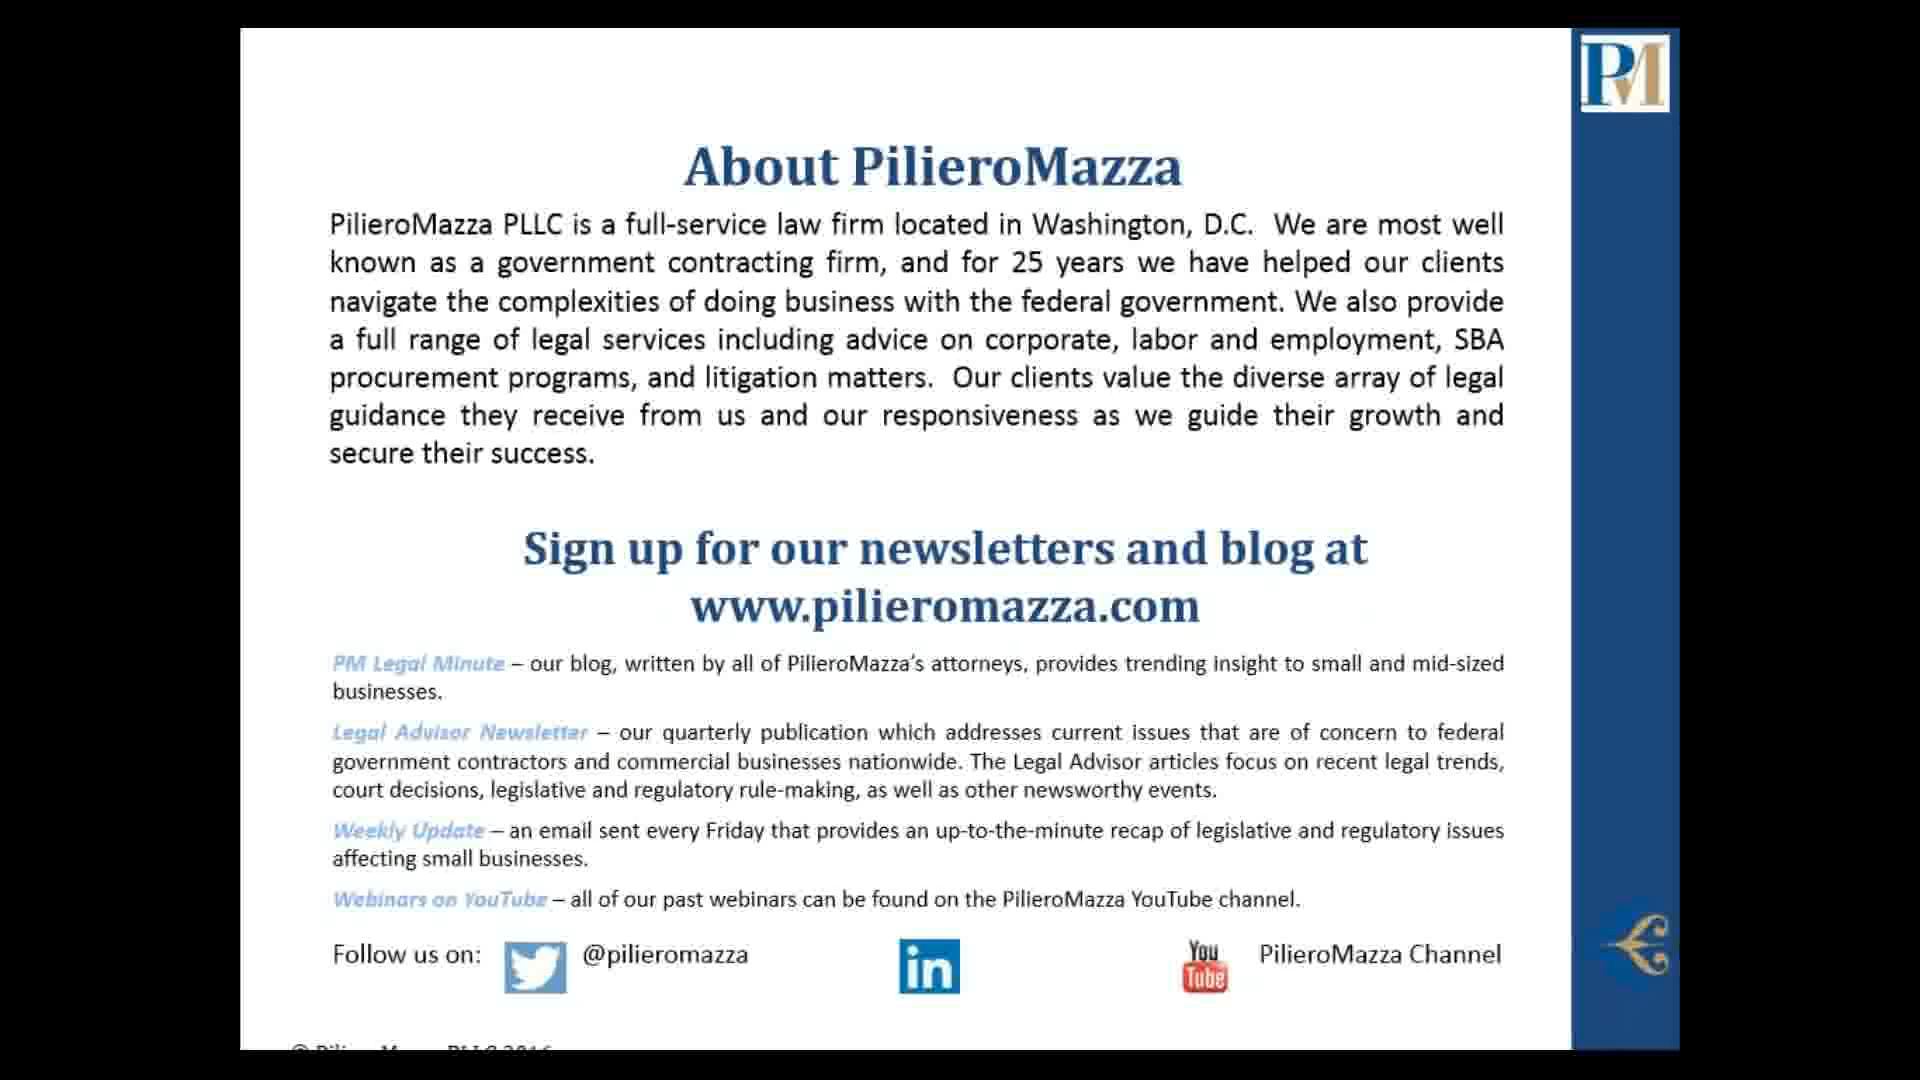 PM
About PilieroMazza
PilieroMazza PLLC is a full-service law firm located in Washington, D.C.  We are most well
known as a government contracting firm, and for 25 years we have helped our clients
navigate the complexities of doing business with the federal government. We also provide
a full range of legal services including advice on corporate, labor and employment, SBA
procurement programs, and litigation matters.  Our clients value the diverse array of legal
guidance they receive from us and our responsiveness as we guide their growth and
secure their success.
Sign up for our newsletters and blog at
www.pilieromazza.com
PM Legal Minute – our blog, written by all of PilieroMazza's attorneys, provides trending insight to small and mid-sized
businesses.
Legal Advisor Newsletter – our quarterly publication which addresses current issues that are of concern to federal
government contractors and commercial businesses nationwide. The Legal Advisor articles focus on recent legal trends,
court decisions, legislative and regulatory rule-making, as well as other newsworthy events.
Weekly Update – an email sent every Friday that provides an up-to-the-minute recap of legislative and regulatory issues
affecting small businesses.
Webinars on YouTube – all of our past webinars can be found on the PilieroMazza YouTube channel.
Follow us on: @pilieromazza in You Tube PilieroMazza Channel